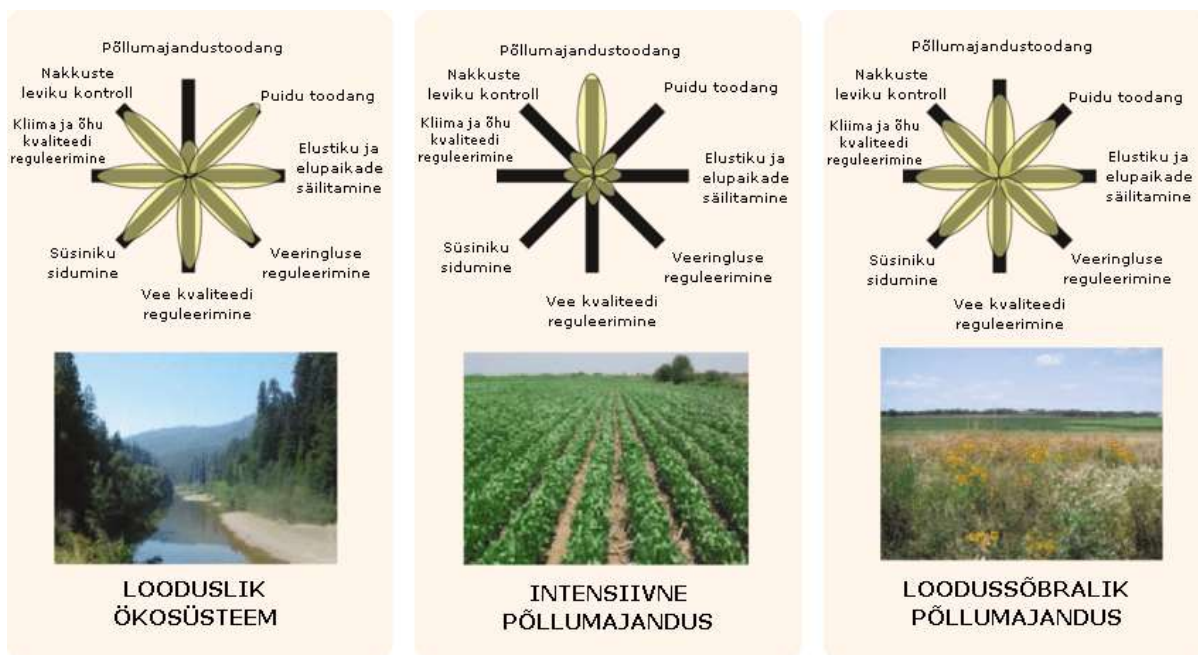 Põllumajandustoodang
Nakkuste
leviku kontroll
Puidu toodang
Kliima ja õhu
kvaliteedi
reguleerimine
Elustiku ja
elupaikade
säilitamine
Süsiniku
sidumine
Veeringluse
reguleerimine
Vee kvaliteedi
reguleerimine
LOODUSLIK
ÖKOSÜSTEEM
Põllumajandustoodang
Nakkuste
leviku kontroll
Puidu toodang
Kliima ja õhu
kvaliteedi
reguleerimine
Elustiku ja
elupaikade
säilitamine
Süsiniku
sidumine
Veeringluse
reguleerimine
Vee kvaliteedi
reguleerimine
INTENSIIVNE
PÕLLUMAJANDUS
Põllumajandustoodang
Nakkuste
leviku kontroll
Puidu toodang
Kliima ja õhu
kvaliteedi
reguleerimine
Elustiku ja
elupaikade
säilitamine
Süsiniku
sidumine
Veeringluse
reguleerimine
Vee kvaliteedi
reguleerimine
LOODUSSÕBRALIK
PÕLLUMAJANDUS